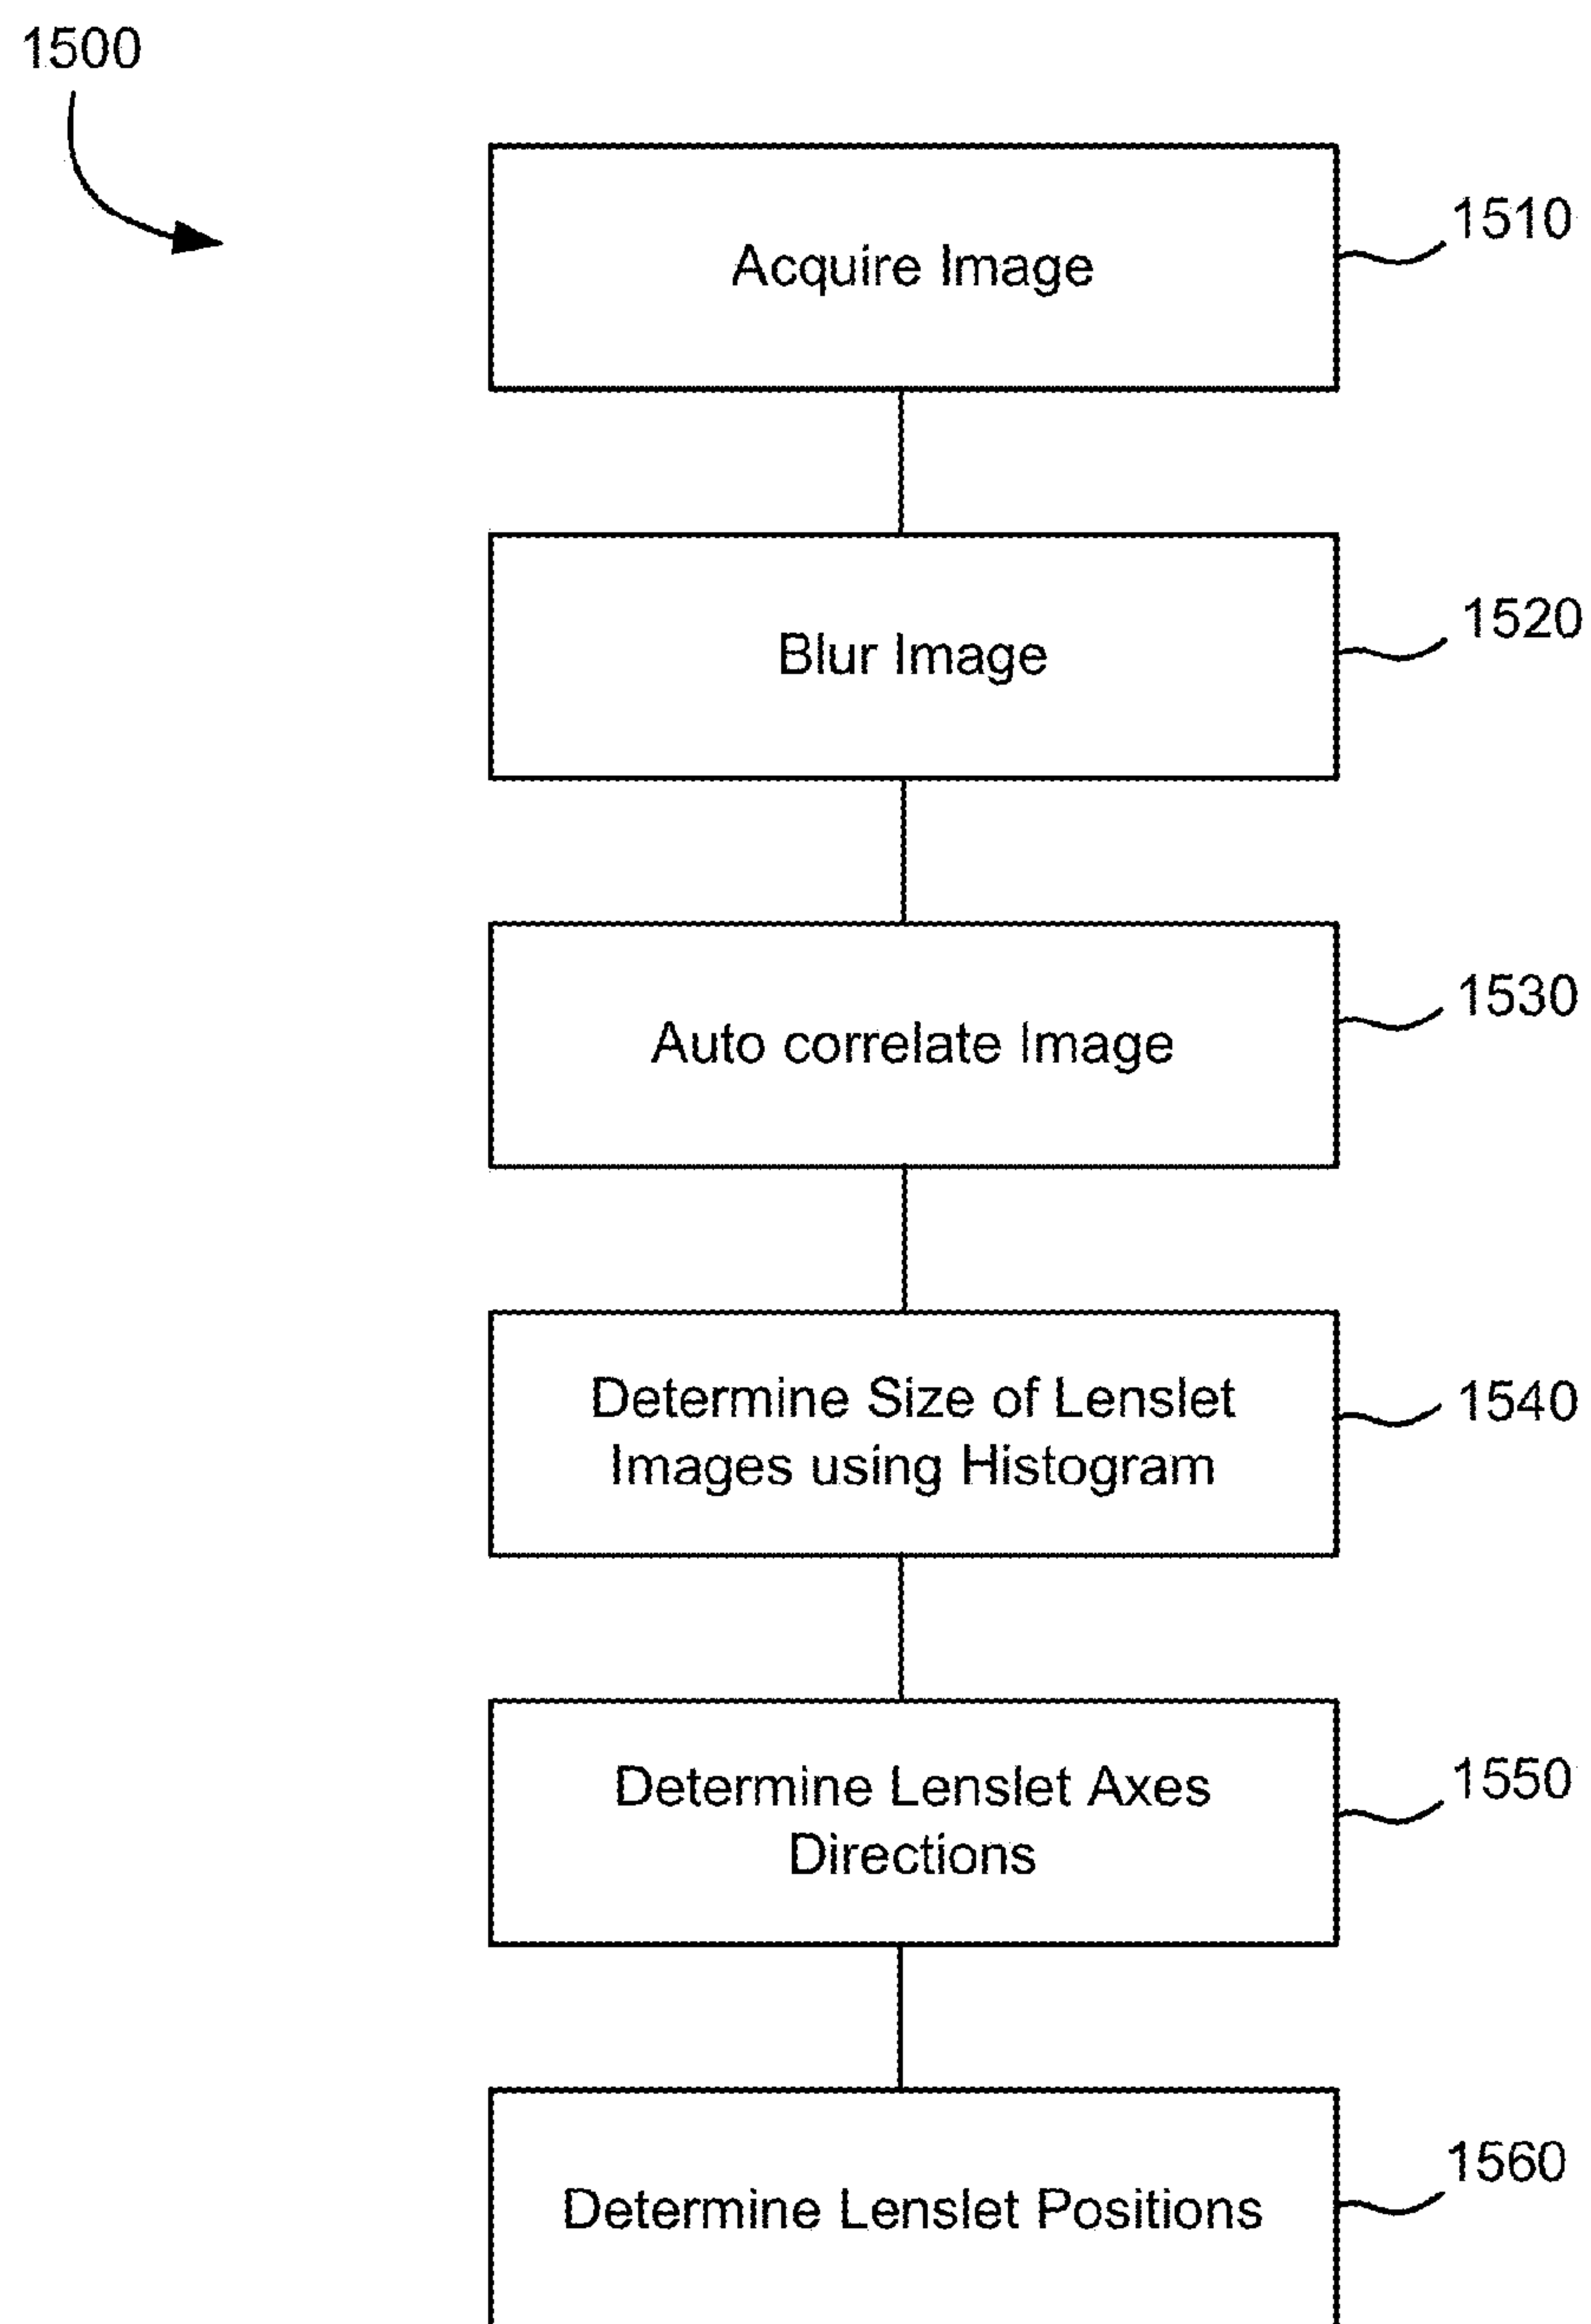 1500
Acquire Image
1510
Blur Image
1520
Auto correlate Image
1530
Determine Size of Lenslet
Images using Histogram
1540
Determine Lenslet Axes
Directions
1550
Determine Lenslet Positions
1560